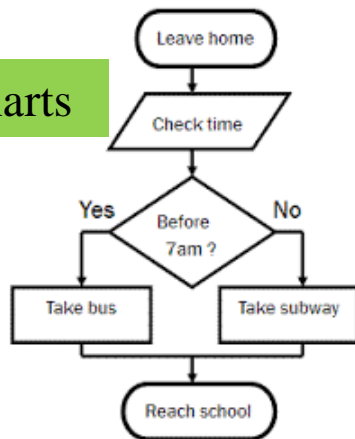 Leave home
arts
Check time
Yes
No
Before
7am ?
Take bus
Take subway
Reach school